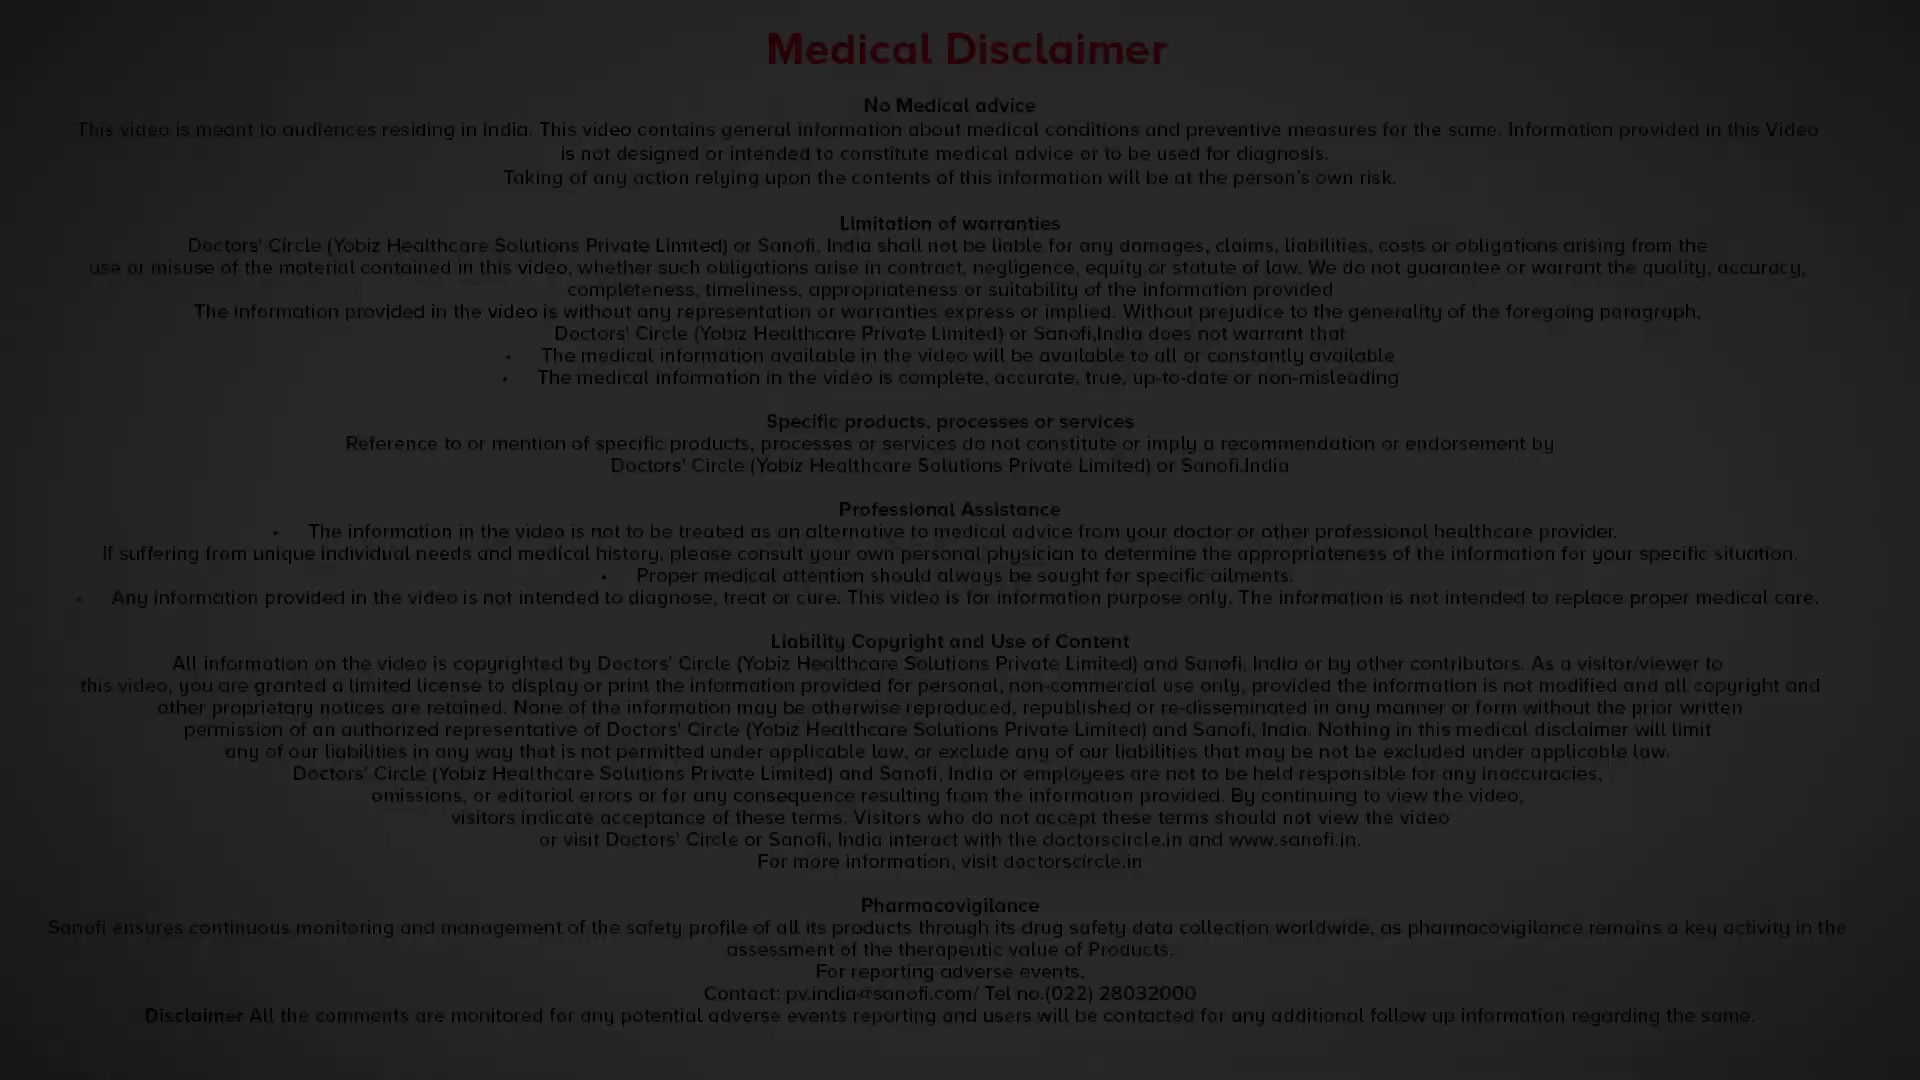 Medical Disclaimer
No Medical advice
This video is meant to audiences residing in India. This video contains general information about medical conditions and preventive measures for the same. Information provided in this Video
is not designed or intended to constitute medical advice or to be used for diagnosis.
Taking of any action relying upon the contents of this information will be at the person's own risk.
Limitation of warranties
Doctors' Circle (Yobiz Healthcare Solutions Private Limited) or Sanofi, India shall not be liable for any damages, claims, liabilities, costs or obligations arising from the
use or misuse of the material contained in this video, whether such obligations arise in contract, negligence, equity or statute of law. We do not guarantee or warrant the quality, accuracy,
completeness, timeliness, appropriateness or suitability of the information provided
The information provided in the video is without any representation or warranties express or implied. Without prejudice to the generality of the foregoing paragraph,
Doctors' Circle (Yobiz Healthcare Private Limited) or Sanofi,India does not warrant that
• The medical information available in the video will be available to all or constantly available
• The medical information in the video is complete, accurate, true, up-to-date or non-misleading
Specific products, processes or services
Reference to or mention of specific products, processes or services do not constitute or imply a recommendation or endorsement by
Doctors' Circle (Yobiz Healthcare Solutions Private Limited) or Sanofi,India
Professional Assistance
• The information in the video is not to be treated as an alternative to medical advice from your doctor or other professional healthcare provider.
If suffering from unique individual needs and medical history, please consult your own personal physician to determine the appropriateness of the information for your specific situation.
• Proper medical attention should always be sought for specific ailments.
• Any information provided in the video is not intended to diagnose, treat or cure. This video is for information purpose only. The information is not intended to replace proper medical care.
Liability Copyright and Use of Content
All information on the video is copyrighted by Doctors' Circle (Yobiz Healthcare Solutions Private Limited) and Sanofi, India or by other contributors. As a visitor/viewer to
this video, you are granted a limited license to display or print the information provided for personal, non-commercial use only, provided the information is not modified and all copyright and
other proprietary notices are retained. None of the information may be otherwise reproduced, republished or re-disseminated in any manner or form without the prior written
permission of an authorized representative of Doctors' Circle (Yobiz Healthcare Solutions Private Limited) and Sanofi, India. Nothing in this medical disclaimer will limit
any of our liabilities in any way that is not permitted under applicable law, or exclude any of our liabilities that may be not be excluded under applicable law.
Doctors' Circle (Yobiz Healthcare Solutions Private Limited) and Sanofi, India or employees are not to be held responsible for any inaccuracies,
omissions, or editorial errors or for any consequence resulting from the information provided. By continuing to view the video,
visitors indicate acceptance of these terms. Visitors who do not accept these terms should not view the video
or visit Doctors' Circle or Sanofi, India interact with the doctorscircle.in and www.sanofi.in.
For more information, visit doctorscircle.in
Pharmacovigilance
Sanofi ensures continuous monitoring and management of the safety profile of all its products through its drug safety data collection worldwide, as pharmacovigilance remains a key activity in the
assessment of the therapeutic value of Products.
For reporting adverse events,
Contact: pv.india@sanofi.com/ Tel no.(022) 28032000
Disclaimer All the comments are monitored for any potential adverse events reporting and users will be contacted for any additional follow up information regarding the same.